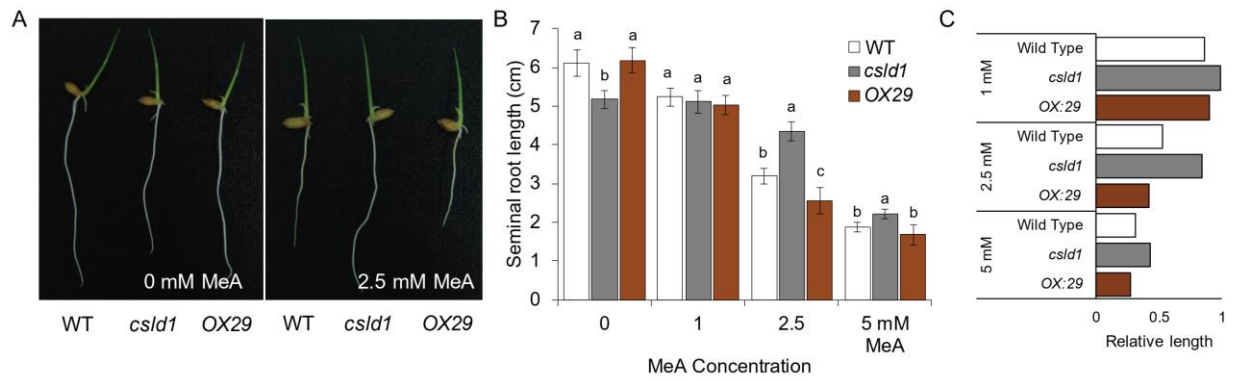 A
0 mM MeA
2.5 mM MeA
WT
csld1
OX29
WT
csld1
OX29
B
Seminal root length (cm)
7
6
5
4
3
2
1
0
a
b
a
a
a
a
b
a
c
b
a
b
WT
csld1
OX29
0
1
2.5
5 mM
MeA
MeA Concentration
C
1 mM
Wild Type
csld1
OX:29
2.5 mM
Wild Type
csld1
OX:29
5 mM
Wild Type
csld1
OX:29
0
0.5
1
Relative length